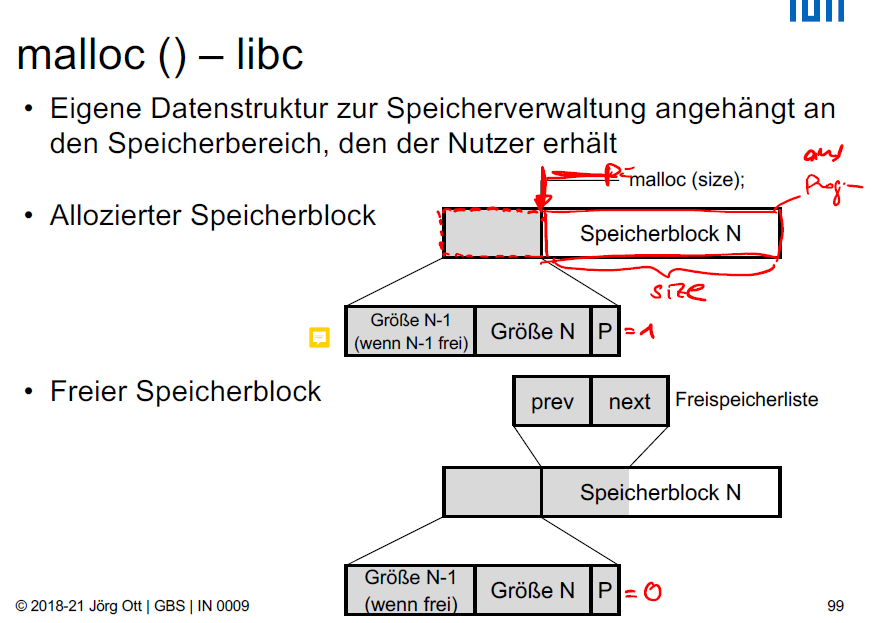 malloc () – libc
• Eigene Datenstruktur zur Speicherverwaltung angehängt an
den Speicherbereich, den der Nutzer erhält
malloc (size);
• Allozierter Speicherblock
Speicherblock N
size
Größe N-1
(wenn N-1 frei)
Größe N
P
= 1
• Freier Speicherblock
prev
next
Freispeicherliste
Speicherblock N
Größe N-1
(wenn frei)
Größe N
P
= 0
© 2018-21 Jörg Ott | GBS | IN 0009
99